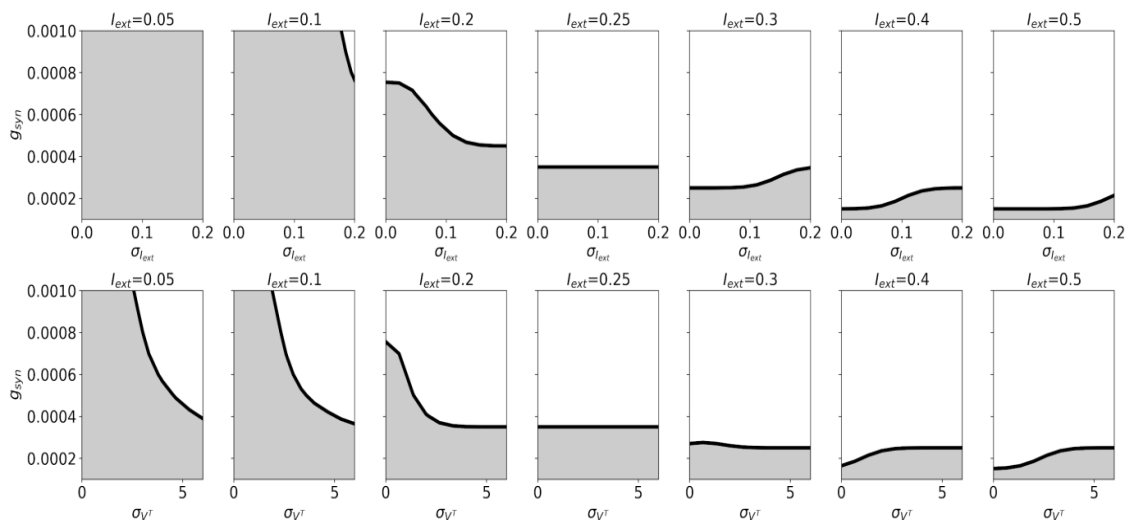 I_ext=0.05 I_ext=0.1 I_ext=0.2 I_ext=0.25 I_ext=0.3 I_ext=0.4 I_ext=0.5
0.0010
0.0008
0.0006
0.0004
0.0002
g_syn
0.0 0.1 0.2 0.0 0.1 0.2 0.0 0.1 0.2 0.0 0.1 0.2 0.0 0.1 0.2 0.0 0.1 0.2 0.0 0.1 0.2
σ_I_ext σ_I_ext σ_I_ext σ_I_ext σ_I_ext σ_I_ext σ_I_ext
I_ext=0.05 I_ext=0.1 I_ext=0.2 I_ext=0.25 I_ext=0.3 I_ext=0.4 I_ext=0.5
0.0010
0.0008
0.0006
0.0004
0.0002
g_syn
0 5 0 5 0 5 0 5 0 5 0 5 0 5
σ_V^T σ_V^T σ_V^T σ_V^T σ_V^T σ_V^T σ_V^T